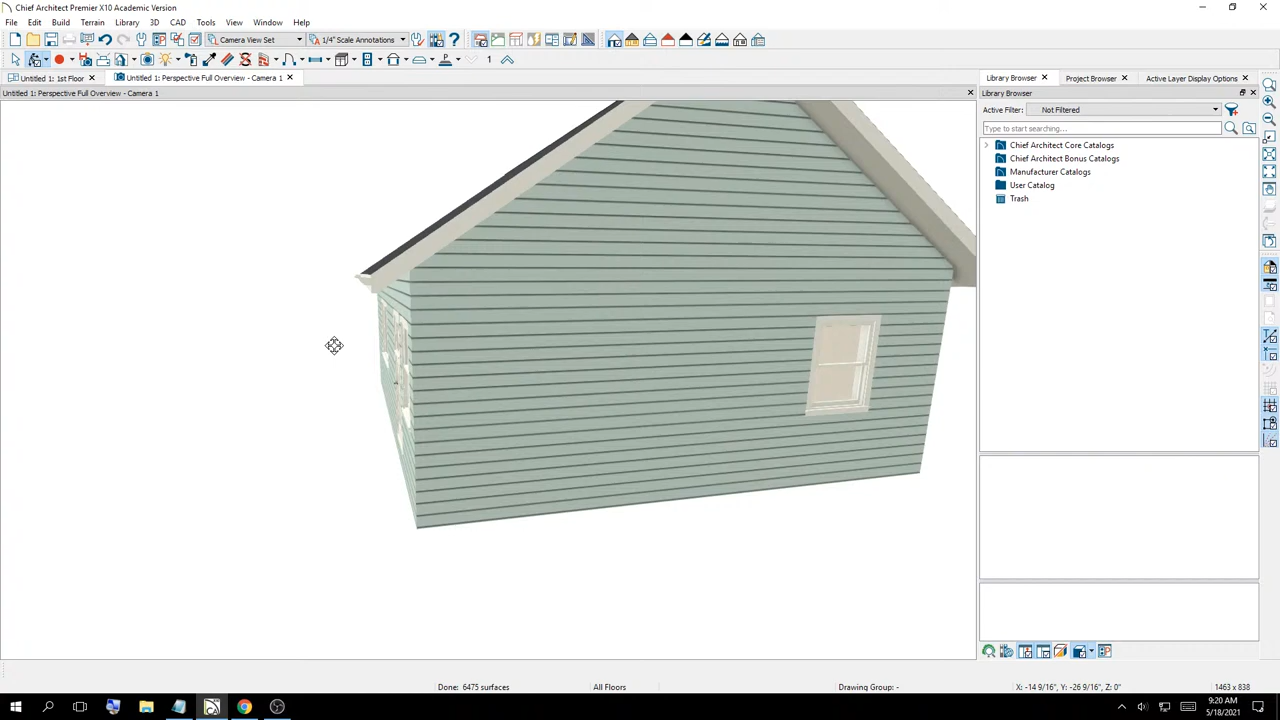 Chief Architect Premier X10 Academic Version
File Edit Build Terrain Library 3D CAD Tools View Window Help
Camera View Set
1/4" Scale Annotations
1
Untitled 1: 1st Floor
Untitled 1: Perspective Full Overview - Camera 1
Untitled 1: Perspective Full Overview - Camera 1
Library Browser
Project Browser
Active Layer Display Options
Library Browser
Active Filter:
Not Filtered
Type to start searching...
Chief Architect Core Catalogs
Chief Architect Bonus Catalogs
Manufacturer Catalogs
User Catalog
Trash
Done: 6475 surfaces
All Floors
Drawing Group: -
X: -14 9/16", Y: -26 9/16", Z: 0"
1463 x 838
9:20 AM
5/18/2021